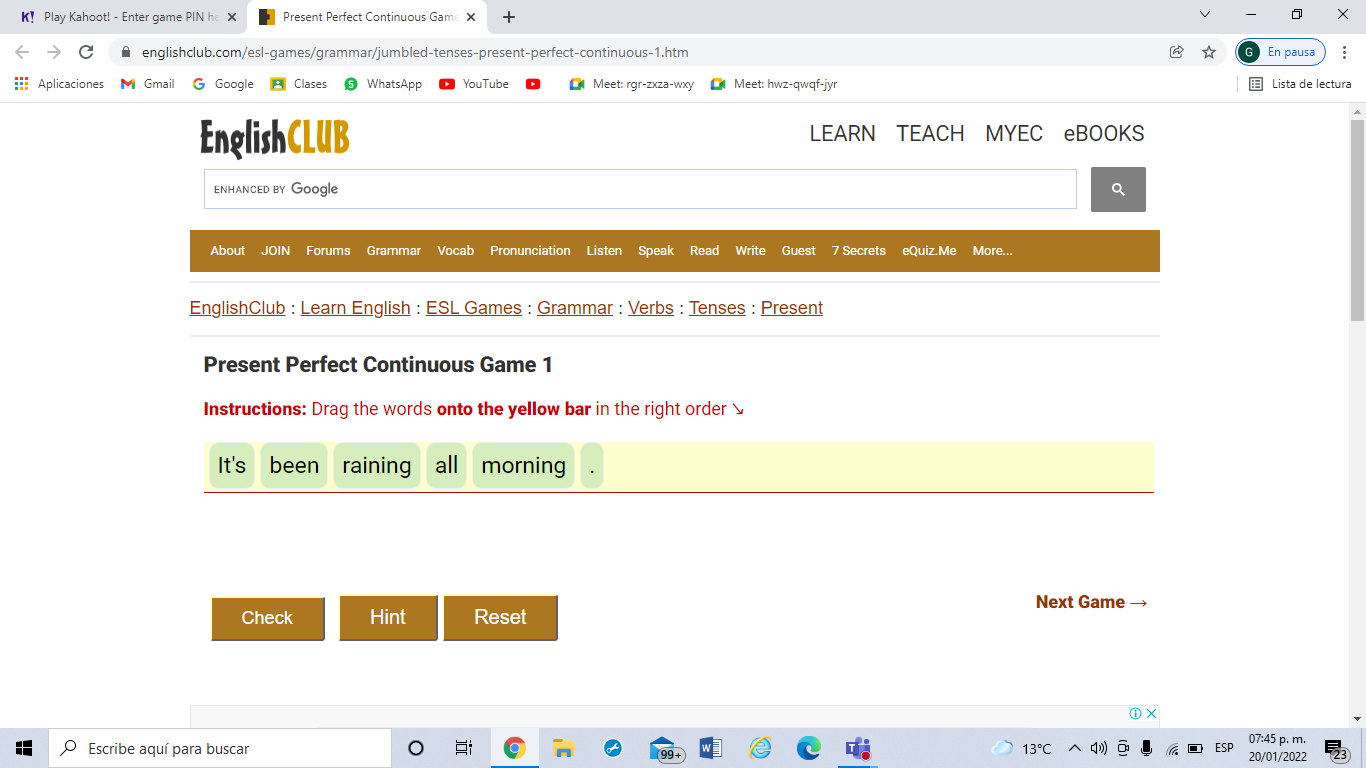 K! Play Kahoot! - Enter game PIN he
Present Perfect Continuous Game
englishclub.com/esl-games/grammar/jumbled-tenses-present-perfect-continuous-1.htm
G En pausa
Aplicaciones Gmail Google Clases 5 WhatsApp YouTube Meet: rgr-zxza-wxy Meet: hwz-qwqf-jyr Lista de lectura
EnglishCLUB LEARN TEACH MYEC eBOOKS
ENHANCED BY Google
About JOIN Forums Grammar Vocab Pronunciation Listen Speak Read Write Guest 7 Secrets eQuiz.Me More...
EnglishClub : Learn English : ESL Games : Grammar : Verbs : Tenses : Present
Present Perfect Continuous Game 1
Instructions: Drag the words onto the yellow bar in the right order ↘
It's been raining all morning .
Check Hint Reset Next Game →
Escribe aquí para buscar 99+ 13°C ESP 07:45 p. m.
20/01/2022 23